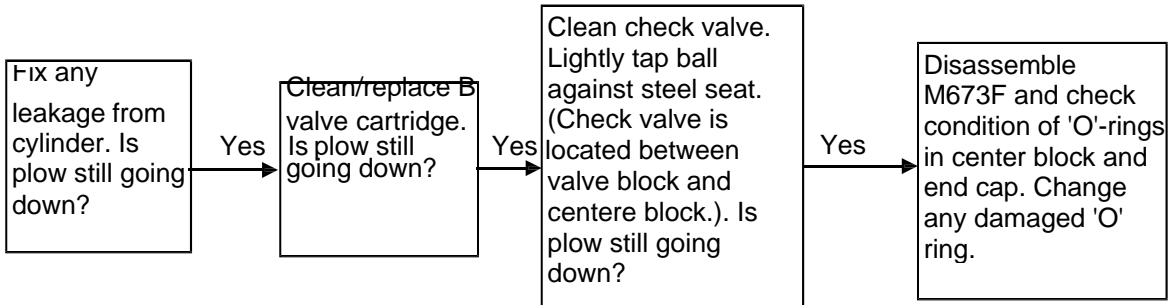 Fix any
leakage from
cylinder. Is
plow still going
down?
Yes
Clean/replace B
valve cartridge.
Is plow still
going down?
Yes
Clean check valve.
Lightly tap ball
against steel seat.
(Check valve is
located between
valve block and
centere block.). Is
plow still going
down?
Yes
Disassemble
M673F and check
condition of 'O'-rings
in center block and
end cap. Change
any damaged 'O'
ring.